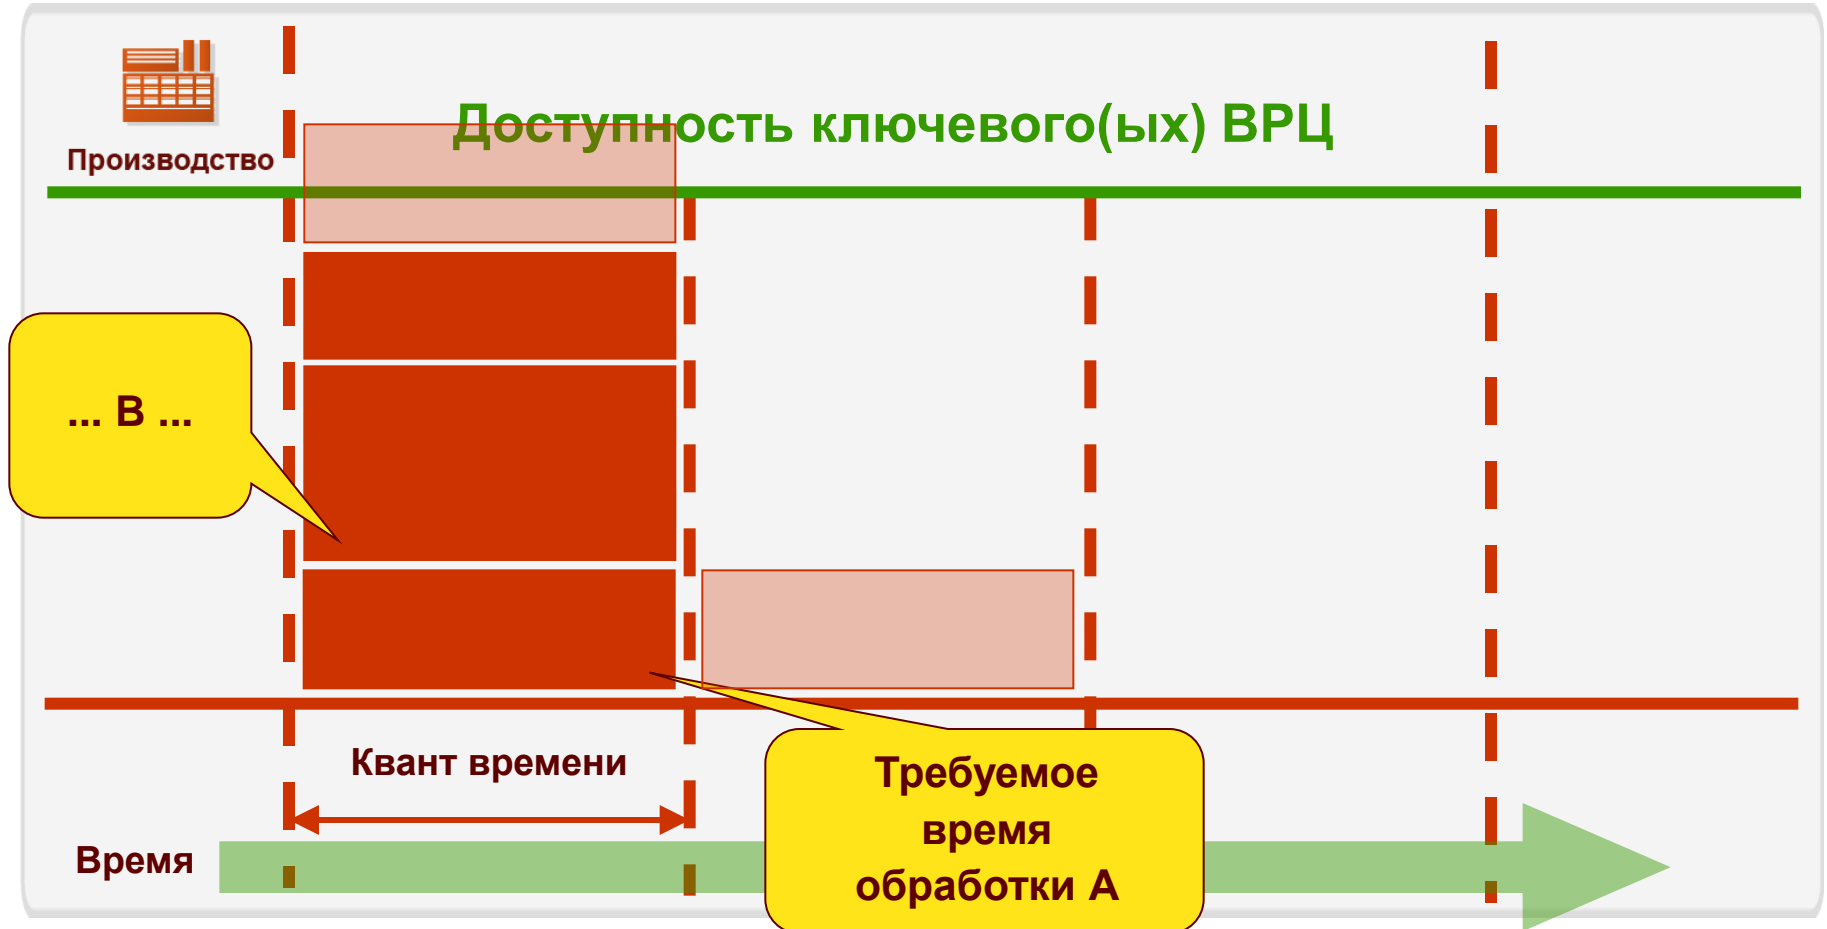 Доступность ключевого(ых) ВРЦ
Производство
... В ...
Квант времени
Требуемое
время
обработки А
Время